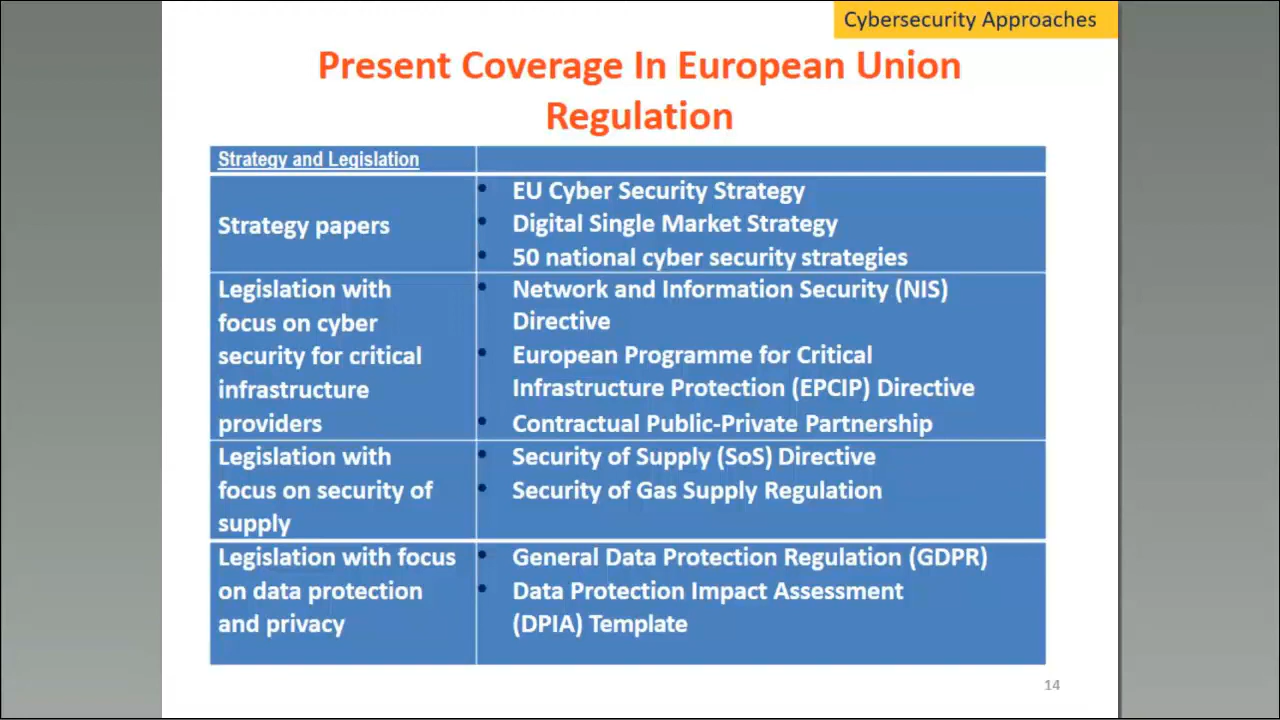 Cybersecurity Approaches
Present Coverage In European Union
Regulation
Strategy and Legislation
Strategy papers
• EU Cyber Security Strategy
• Digital Single Market Strategy
• 50 national cyber security strategies
Legislation with
focus on cyber
security for critical
infrastructure
providers
• Network and Information Security (NIS)
Directive
• European Programme for Critical
Infrastructure Protection (EPCIP) Directive
• Contractual Public-Private Partnership
Legislation with
focus on security of
supply
• Security of Supply (SoS) Directive
• Security of Gas Supply Regulation
Legislation with focus
on data protection
and privacy
• General Data Protection Regulation (GDPR)
• Data Protection Impact Assessment
(DPIA) Template
14